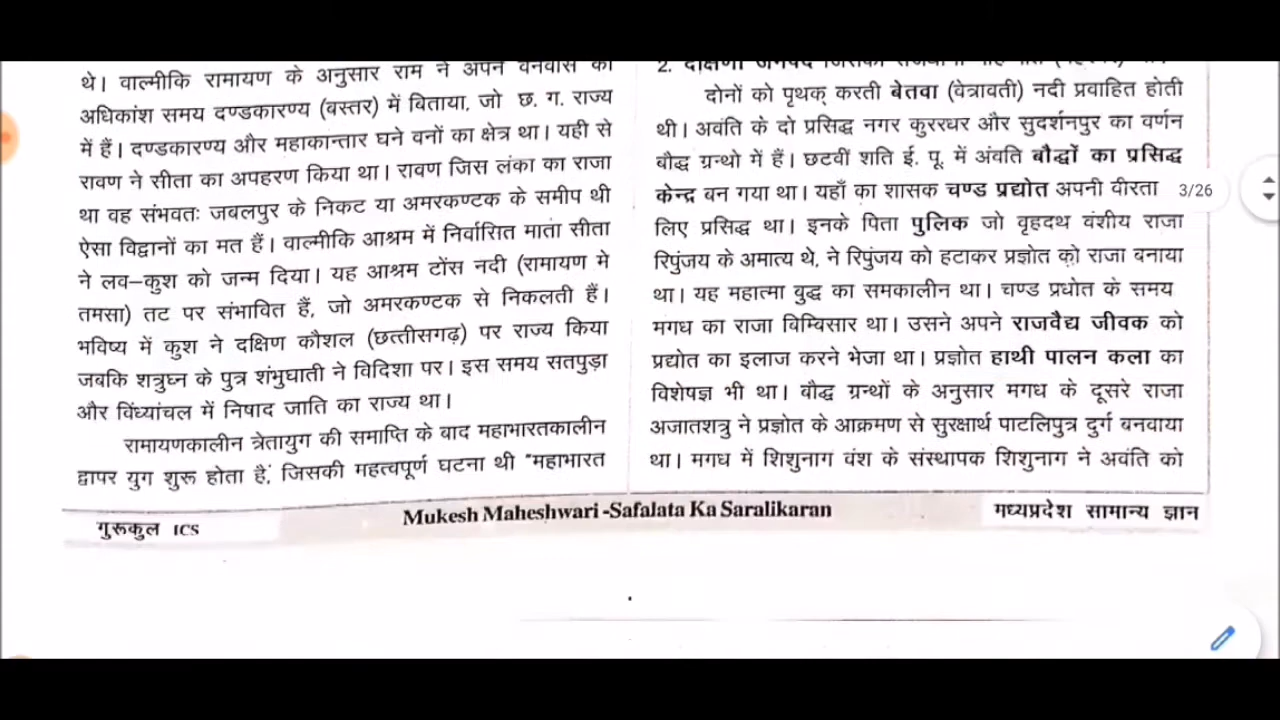 थे। वाल्मीकि रामायण के अनुसार राम ने अपने वनवास का
अधिकांश समय दण्डकारण्य (बस्तर) में बिताया, जो छ. ग. राज्य
में हैं। दण्डकारण्य और महाकान्तार घने वनों का क्षेत्र था। यही से
रावण ने सीता का अपहरण किया था। रावण जिस लंका का राजा
था वह संभवतः जबलपुर के निकट या अमरकण्टक के समीप थी
ऐसा विद्वानों का मत हैं। वाल्मीकि आश्रम में निर्वासित माता सीता
ने लव–कुश को जन्म दिया। यह आश्रम टोंस नदी (रामायण मे
तमसा) तट पर संभावित हैं, जो अमरकण्टक से निकलती हैं।
भविष्य में कुश ने दक्षिण कौशल (छत्तीसगढ़) पर राज्य किया
जबकि शत्रुघ्न के पुत्र शंभुघाती ने विदिशा पर। इस समय सतपुड़ा
और विंध्यांचल में निषाद जाति का राज्य था।
रामायणकालीन त्रेतायुग की समाप्ति के बाद महाभारतकालीन
द्वापर युग शुरू होता है, जिसकी महत्वपूर्ण घटना थी "महाभारत
2. दक्षिणी जनपद जिसकी राजधानी
दोनों को पृथक् करती बेतवा (वेत्रावती) नदी प्रवाहित होती
थी। अवंति के दो प्रसिद्ध नगर कुररधर और सुदर्शनपुर का वर्णन
बौद्ध ग्रन्थो में हैं। छटवीं शति ई. पू. में अंवति बौद्धों का प्रसिद्ध
केन्द्र बन गया था। यहाँ का शासक चण्ड प्रद्योत अपनी वीरता
लिए प्रसिद्ध था। इनके पिता पुलिक जो वृहदथ वंशीय राजा
रिपुंजय के अमात्य थे, ने रिपुंजय को हटाकर प्रज्ञोत को राजा बनाया
था। यह महात्मा बुद्ध का समकालीन था। चण्ड प्रधोत के समय
मगध का राजा विम्विसार था। उसने अपने राजवैद्य जीवक को
प्रद्योत का इलाज करने भेजा था। प्रज्ञोत हाथी पालन कला का
विशेषज्ञ भी था। बौद्ध ग्रन्थों के अनुसार मगध के दूसरे राजा
अजातशत्रु ने प्रज्ञोत के आक्रमण से सुरक्षार्थ पाटलिपुत्र दुर्ग बनवाया
था। मगध में शिशुनाग वंश के संस्थापक शिशुनाग ने अवंति को
3/26
गुरूकुल ICS
Mukesh Maheshwari -Safalata Ka Saralikaran
मध्यप्रदेश सामान्य ज्ञान